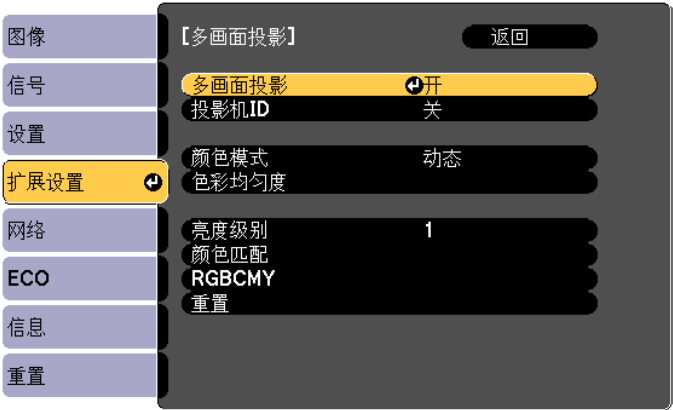 图像
信号
设置
扩展设置
网络
ECO
信息
重置
【多画面投影】 返回
多画面投影 开
投影机ID 关
颜色模式 动态
色彩均匀度
亮度级别 1
颜色匹配
RGBCMY
重置